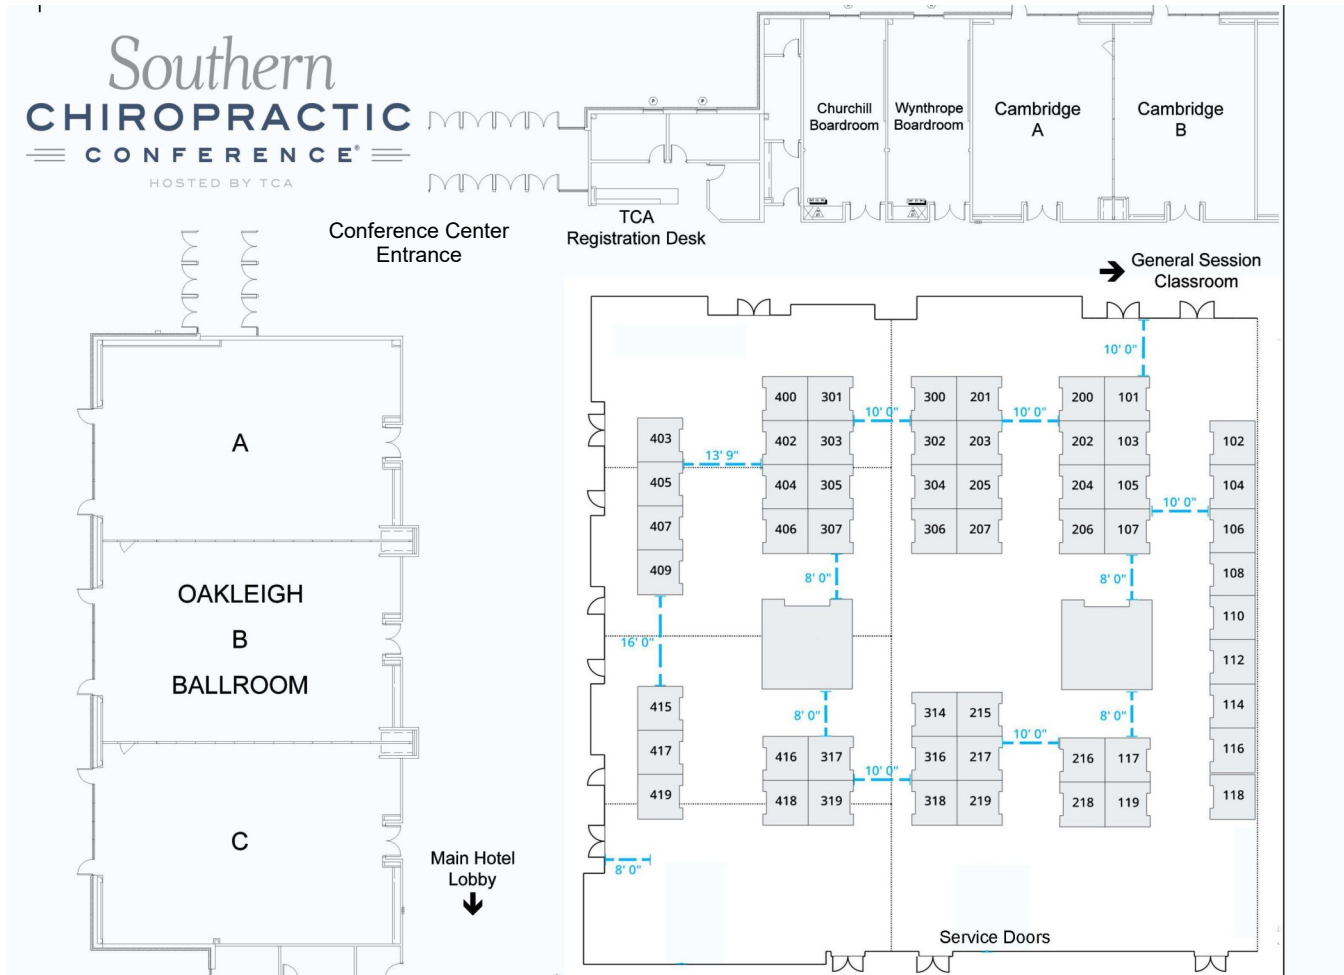 Southern
CHIROPRACTIC
CONFERENCE®
HOSTED BY TCA
Churchill
Boardroom
Wynthrope
Boardroom
Cambridge
A
Cambridge
B
P
P
TCA
Registration Desk
Conference Center
Entrance
General Session
Classroom
A
OAKLEIGH
B
BALLROOM
C
Main Hotel
Lobby
10' 0"
400 301
300 201
200 101
10' 0"
10' 0"
403
402 303
302 203
202 103
102
13' 9"
405
404 305
304 205
204 105
104
10' 0"
407
406 307
306 207
206 107
106
409
8' 0"
8' 0"
108
110
16' 0"
112
415
8' 0"
314 215
8' 0"
114
10' 0"
417
416 317
316 217
216 117
116
10' 0"
419
418 319
318 219
218 119
118
8' 0"
Service Doors